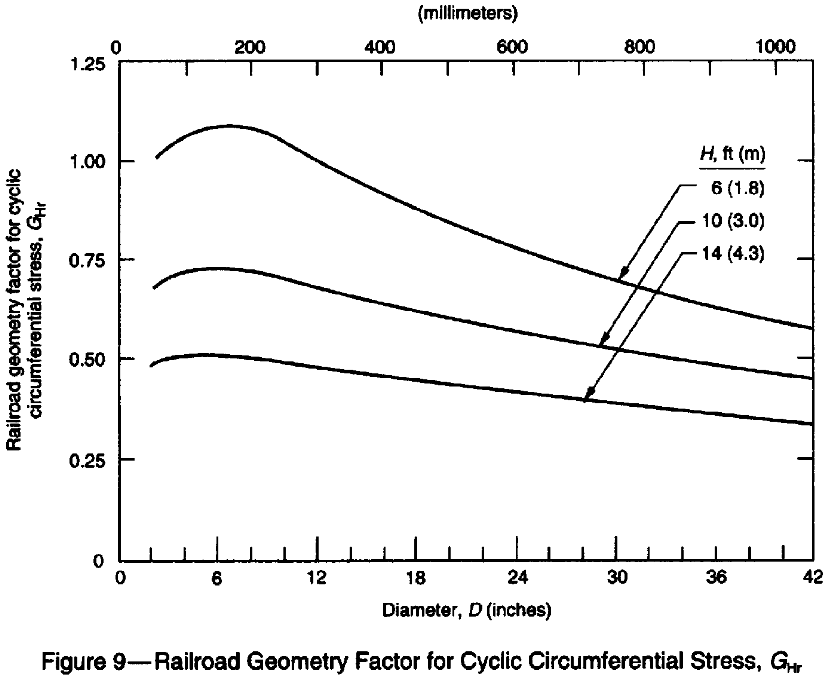 (millimeters)
0 200 400 600 800 1000
1.25
1.00
0.75
0.50
0.25
0
Railroad geometry factor for cyclic
circumferential stress, GHr
H, ft (m)
6 (1.8)
10 (3.0)
14 (4.3)
0 6 12 18 24 30 36 42
Diameter, D (inches)
Figure 9—Railroad Geometry Factor for Cyclic Circumferential Stress, GHr